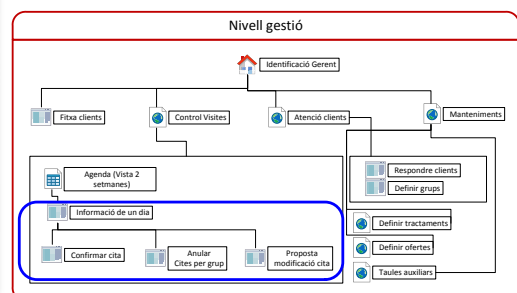 Nivell gestió
Identificació Gerent
Fitxa clients
Control Visites
Atenció clients
Manteniments
Agenda (Vista 2
setmanes)
Informació de un dia
Confirmar cita
Anular
Cites per grup
Proposta
modificació cita
Respondre clients
Definir grups
Definir tractaments
Definir ofertes
Taules auxiliars